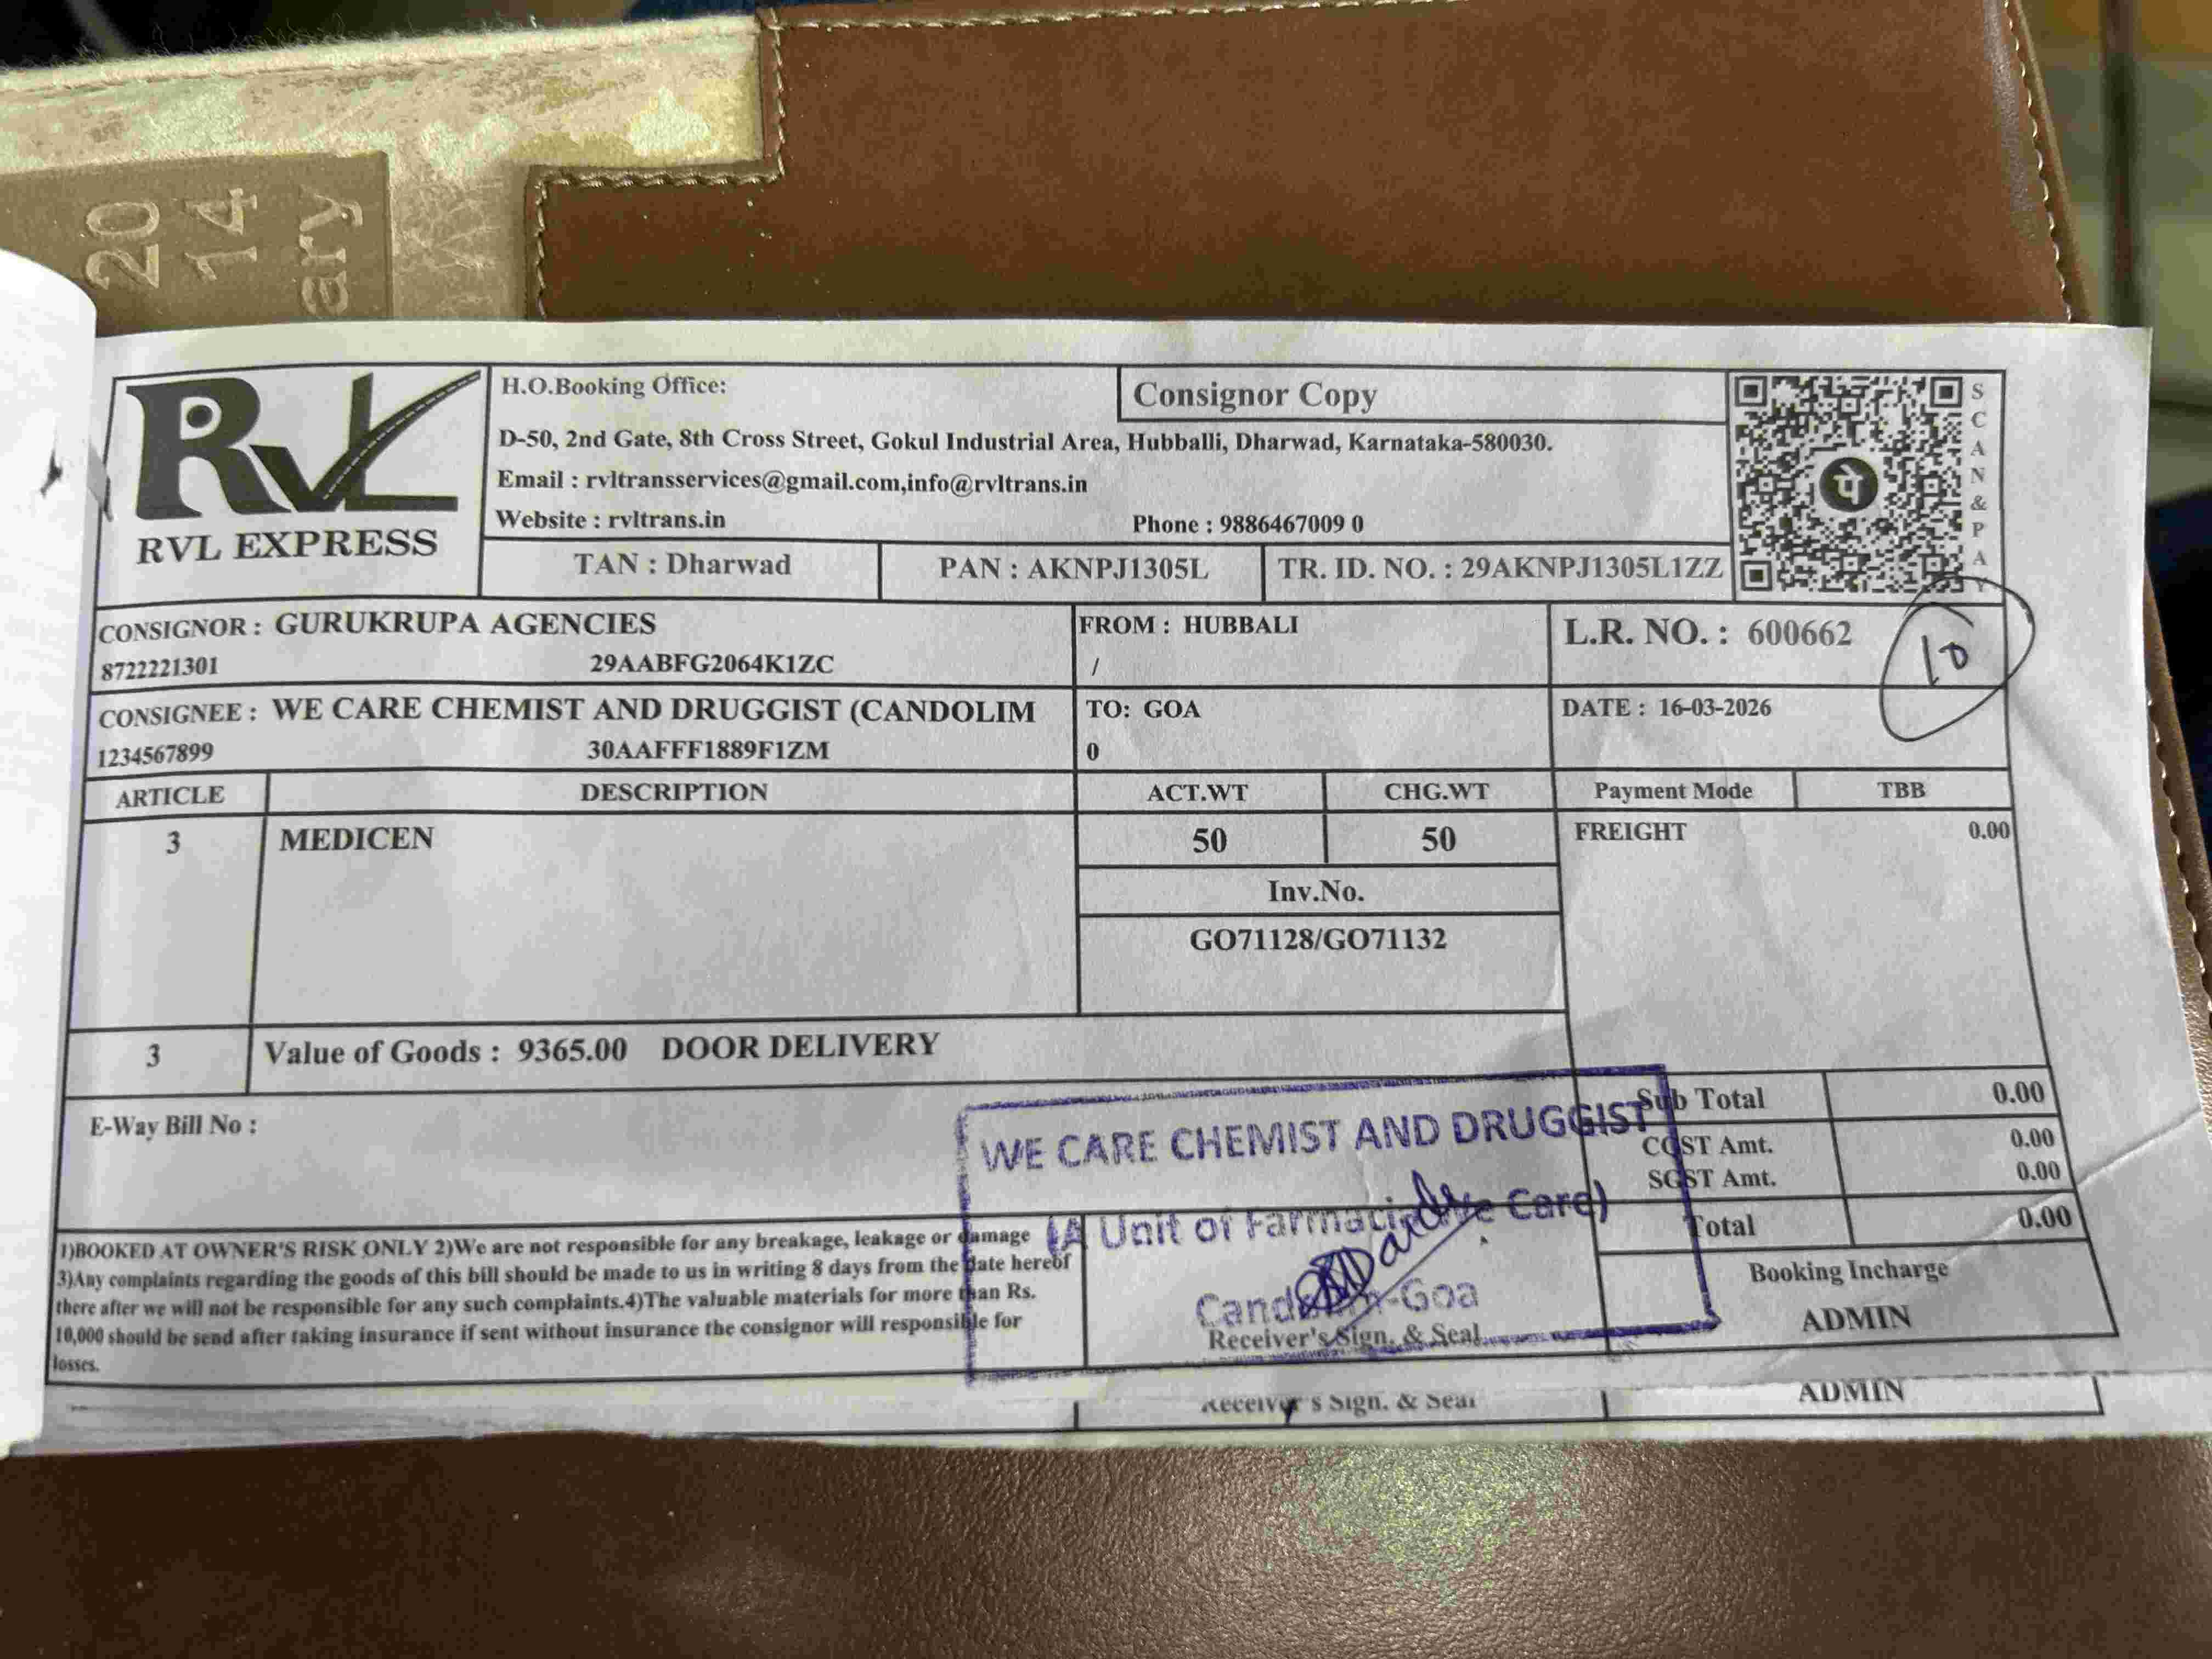 20
14
ary
RVL
RVL EXPRESS
H.O.Booking Office:
Consignor Copy
D-50, 2nd Gate, 8th Cross Street, Gokul Industrial Area, Hubballi, Dharwad, Karnataka-580030.
Email : rvltransservices@gmail.com,info@rvltrans.in
Website : rvltrans.in Phone : 9886467009 0
TAN : Dharwad PAN : AKNPJ1305L TR. ID. NO. : 29AKNPJ1305L1ZZ
पे
SCAN & PAY
CONSIGNOR : GURUKRUPA AGENCIES FROM : HUBBALI L.R. NO. : 600662
10
8722221301 29AABFG2064K1ZC /
CONSIGNEE : WE CARE CHEMIST AND DRUGGIST (CANDOLIM TO: GOA DATE : 16-03-2026
1234567899 30AAFFF1889F1ZM 0
ARTICLE DESCRIPTION ACT.WT CHG.WT Payment Mode TBB
3 MEDICEN 50 50 FREIGHT 0.00
Inv.No.
GO71128/GO71132
3 Value of Goods : 9365.00 DOOR DELIVERY
E-Way Bill No :
Sub Total 0.00
CGST Amt. 0.00
SGST Amt. 0.00
Total 0.00
WE CARE CHEMIST AND DRUGGIST
(A Unit of Care)
Candolim-Goa
1)BOOKED AT OWNER'S RISK ONLY 2)We are not responsible for any breakage, leakage or damage
3)Any complaints regarding the goods of this bill should be made to us in writing 8 days from the date hereof
there after we will not be responsible for any such complaints.4)The valuable materials for more than Rs.
10,000 should be send after taking insurance if sent without insurance the consignor will responsible for
losses.
Receiver's Sign. & Seal
Booking Incharge
ADMIN
Receiver's Sign. & Seal ADMIN